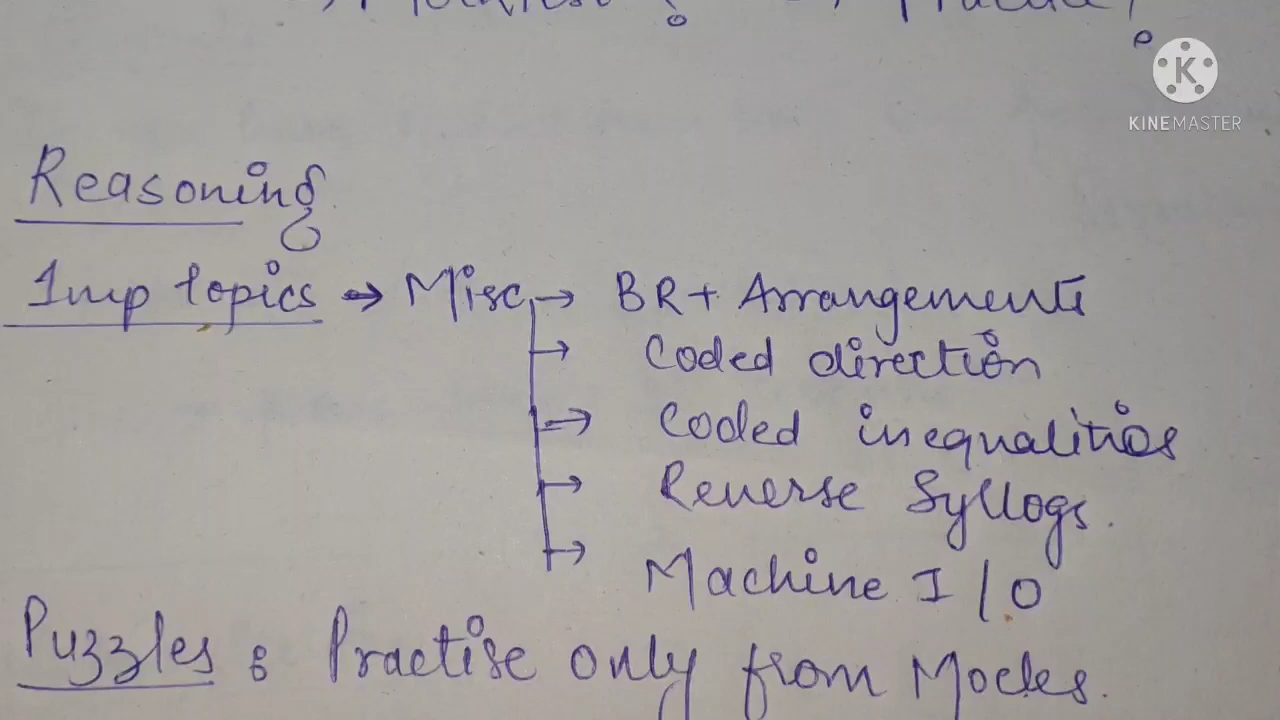 Reasoning
Imp topics → Misc → BR + Arrangements
→ Coded direction
→ Coded inequalities
→ Reverse Syllogs.
→ Machine I/O
Puzzles : Practise only from Mocks.
KINEMASTER